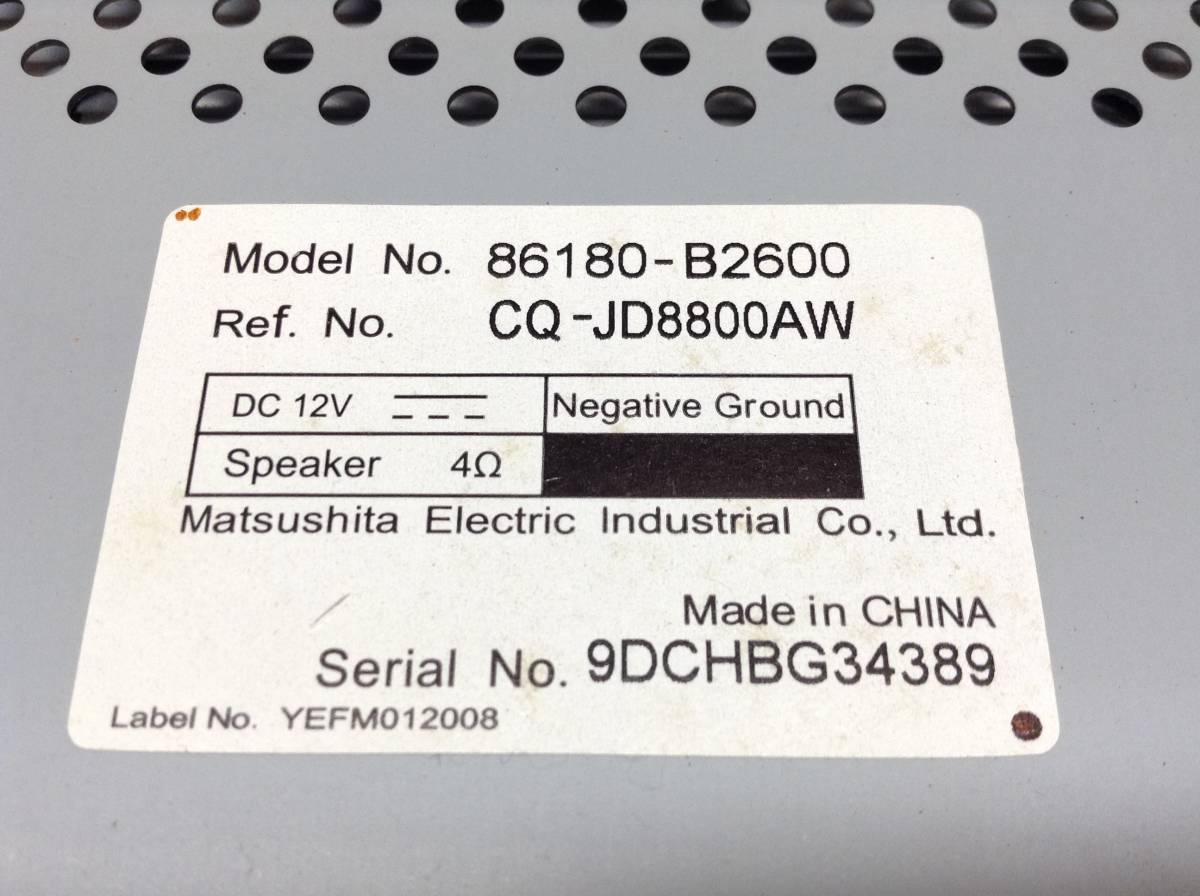 Model No. 86180-B2600
Ref. No. CQ-JD8800AW
DC 12V Negative Ground
Speaker 4Ω
Matsushita Electric Industrial Co., Ltd.
Made in CHINA
Serial No. 9DCHBG34389
Label No. YEFM012008